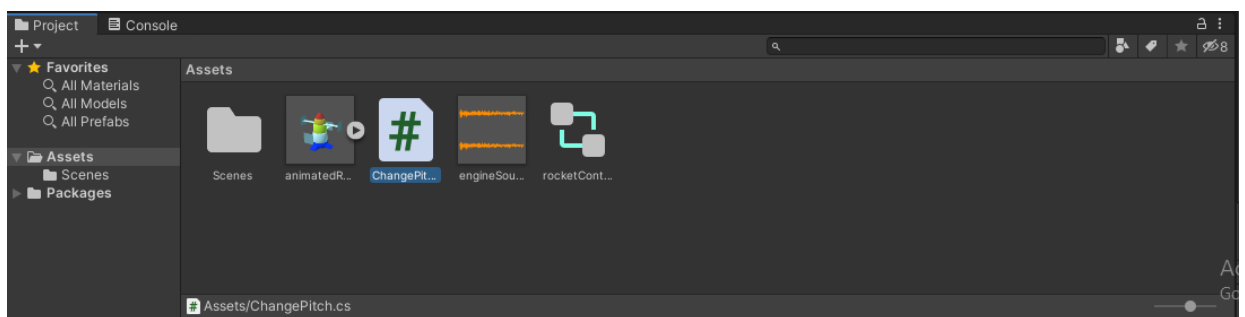 Project Console
8
Favorites
All Materials
All Models
All Prefabs
Assets
Scenes
Packages
Assets
Scenes animatedR... ChangePit... engineSou... rocketCont...
Assets/ChangePitch.cs